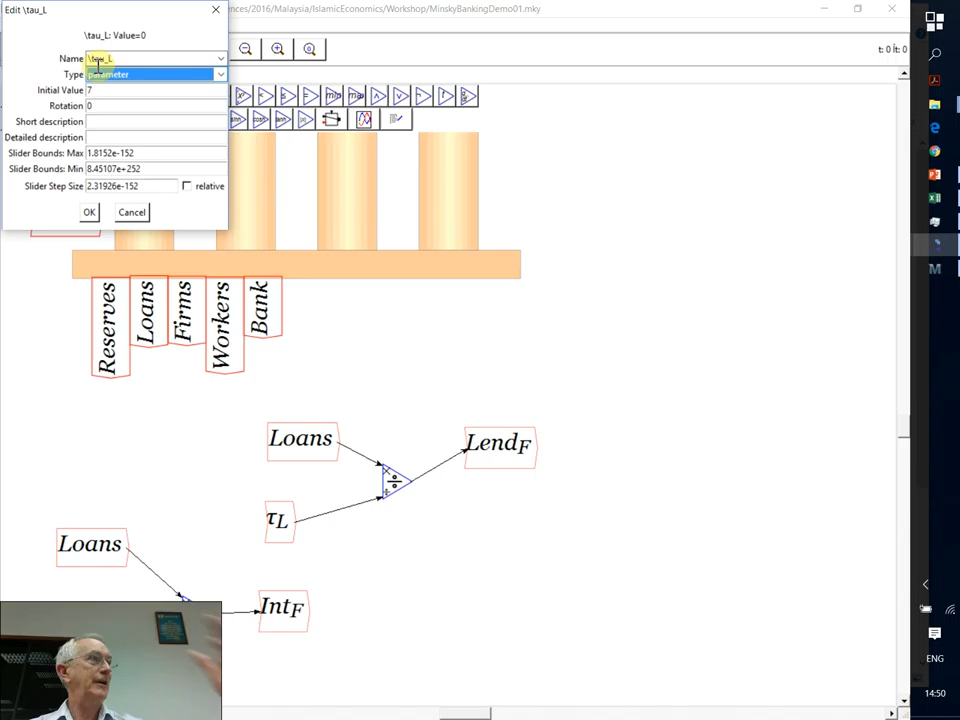 Edit \tau_L
ences/2016/Malaysia/IslamicEconomics/Workshop/MinskyBankingDemo01.mky
\tau_L: Value=0
t: 0 Δt: 0
Name \tau_L
Type parameter
Initial Value 7
Rotation 0
Short description
Detailed description
Slider Bounds: Max 1.8152e-152
Slider Bounds: Min 8.45107e+252
Slider Step Size 2.31926e-152 relative
OK Cancel
Reserves Loans Firms Workers Bank
Loans
Lend_F
τ_L
Loans
Int_F
ENG
14:50